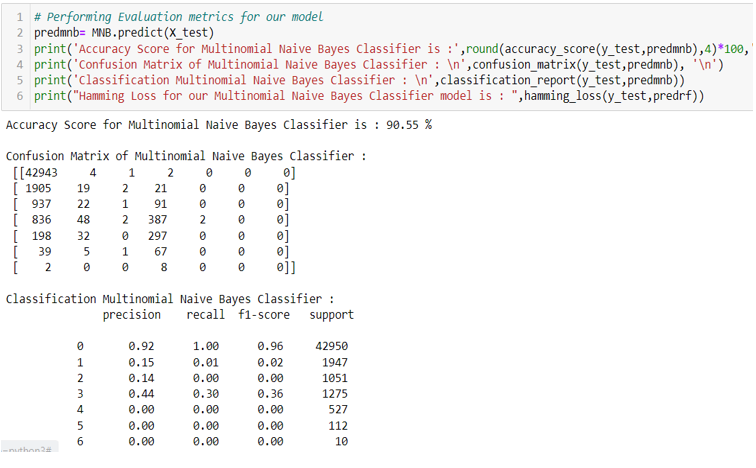 1 # Performing Evaluation metrics for our model
2 predmnb= MNB.predict(X_test)
3 print('Accuracy Score for Multinomial Naive Bayes Classifier is :',round(accuracy_score(y_test,predmnb),4)*100,'
4 print('Confusion Matrix of Multinomial Naive Bayes Classifier : \n',confusion_matrix(y_test,predmnb), '\n')
5 print('Classification Multinomial Naive Bayes Classifier : \n',classification_report(y_test,predmnb))
6 print("Hamming Loss for our Multinomial Naive Bayes Classifier model is : ",hamming_loss(y_test,predrf))
Accuracy Score for Multinomial Naive Bayes Classifier is : 90.55 %
Confusion Matrix of Multinomial Naive Bayes Classifier :
[[42943 4 1 2 0 0 0]
[ 1905 19 2 21 0 0 0]
[ 937 22 1 91 0 0 0]
[ 836 48 2 387 2 0 0]
[ 198 32 0 297 0 0 0]
[ 39 5 1 67 0 0 0]
[ 2 0 0 8 0 0 0]]
Classification Multinomial Naive Bayes Classifier :
precision recall f1-score support
0 0.92 1.00 0.96 42950
1 0.15 0.01 0.02 1947
2 0.14 0.00 0.00 1051
3 0.44 0.30 0.36 1275
4 0.00 0.00 0.00 527
5 0.00 0.00 0.00 112
6 0.00 0.00 0.00 10